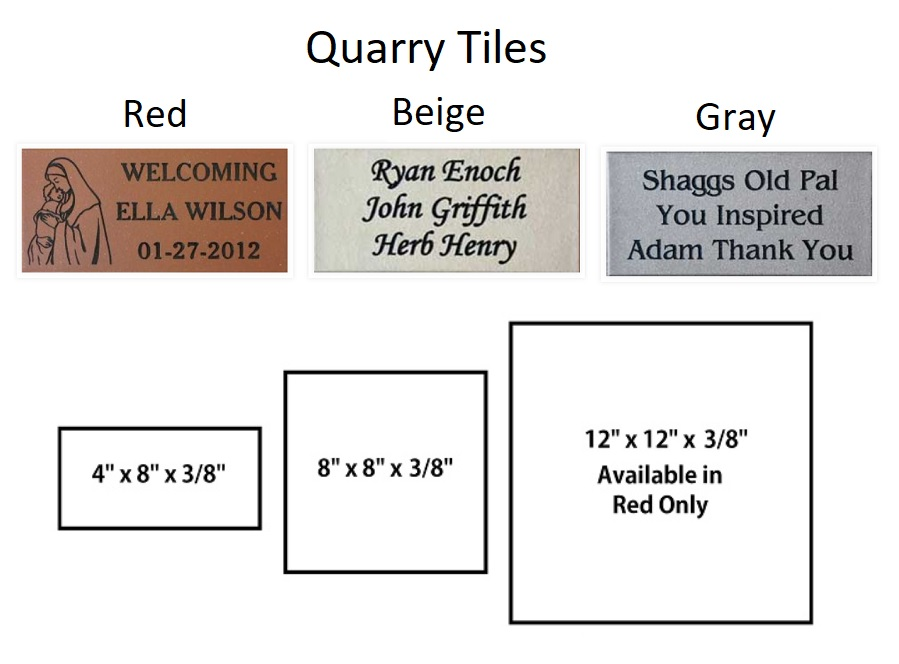 Quarry Tiles
Red
Beige
Gray
WELCOMING
ELLA WILSON
01-27-2012
Ryan Enoch
John Griffith
Herb Henry
Shaggs Old Pal
You Inspired
Adam Thank You
4" x 8" x 3/8"
8" x 8" x 3/8"
12" x 12" x 3/8"
Available in
Red Only